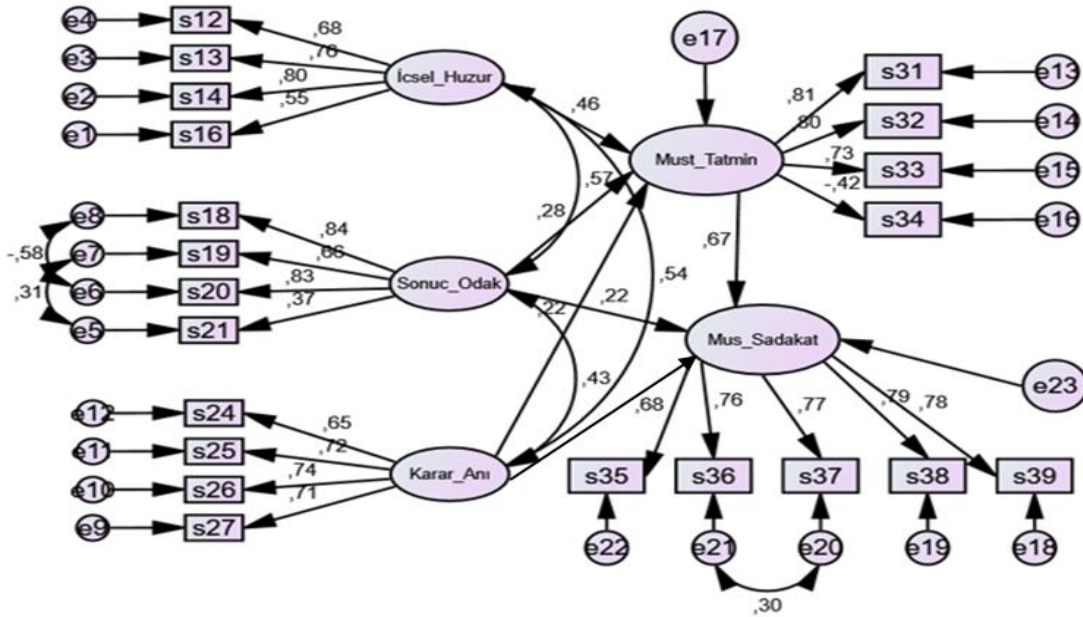 e4 s12 ,68
e3 s13 ,76
e2 s14 ,80
e1 s16 ,55
İcsel_Huzur
e17
,46
Must_Tatmin
,81 s31 e13
,80 s32 e14
,73 s33 e15
-,42 s34 e16
,57
,28
,67
e8 s18 ,84
e7 s19 ,66
e6 s20 ,83
e5 s21 ,37
-,58
,31
Sonuc_Odak
,22
,22
,54
,43
Mus_Sadakat
e23
e12 s24 ,65
e11 s25 ,72
e10 s26 ,74
e9 s27 ,71
Karar_Anı
,68 ,76 ,77 ,79 ,78
s35 s36 s37 s38 s39
e22 e21 e20 e19 e18
,30